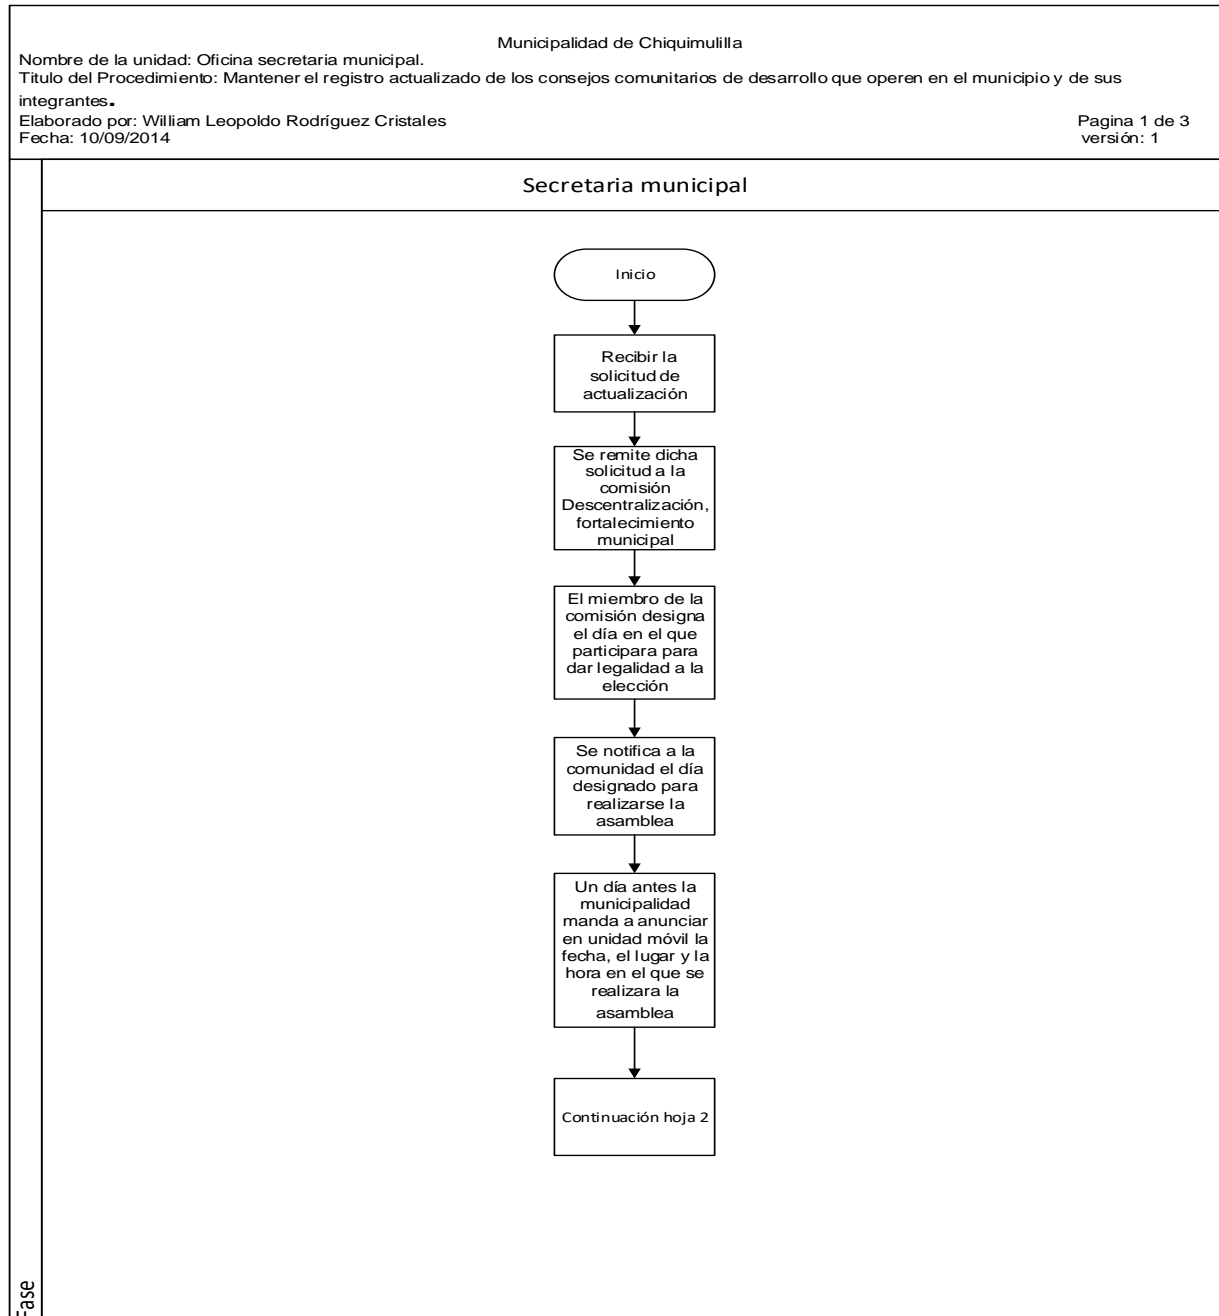 Municipalidad de Chiquimulilla
Nombre de la unidad: Oficina secretaria municipal.
Titulo del Procedimiento: Mantener el registro actualizado de los consejos comunitarios de desarrollo que operen en el municipio y de sus
integrantes.
Elaborado por: William Leopoldo Rodríguez Cristales
Pagina 1 de 3
Fecha: 10/09/2014
versión: 1
Secretaria municipal
Inicio
Recibir la
solicitud de
actualización
Se remite dicha
solicitud a la
comisión
Descentralización,
fortalecimiento
municipal
El miembro de la
comisión designa
el día en el que
participara para
dar legalidad a la
elección
Se notifica a la
comunidad el día
designado para
realizarse la
asamblea
Un día antes la
municipalidad
manda a anunciar
en unidad móvil la
fecha, el lugar y la
hora en el que se
realizara la
asamblea
Continuación hoja 2
Fase